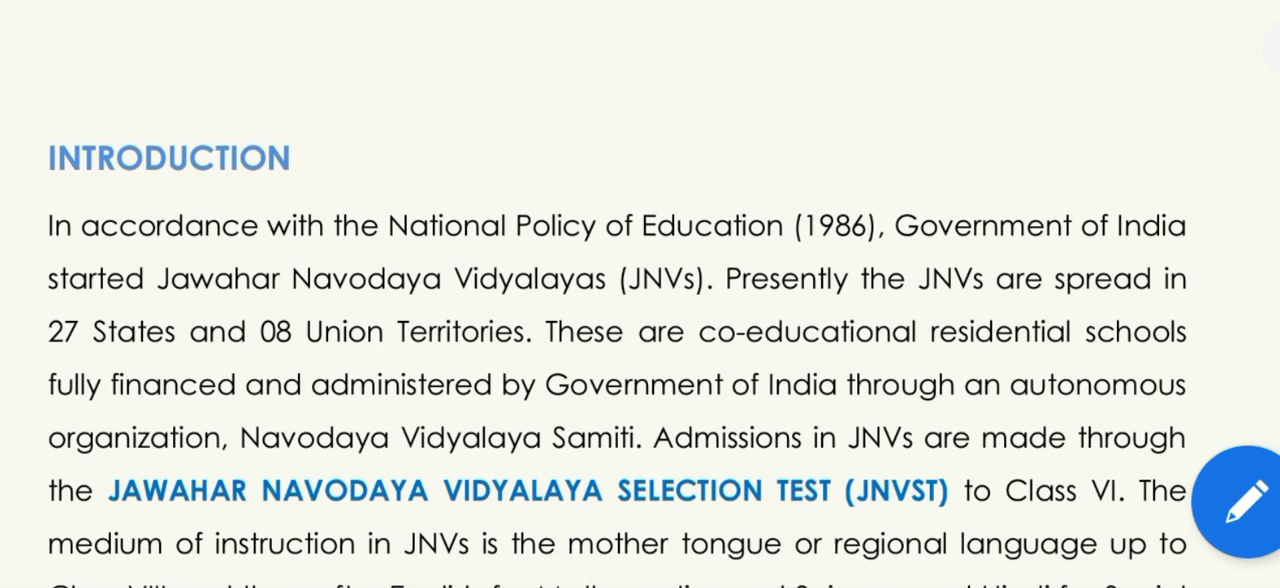 INTRODUCTION
In accordance with the National Policy of Education (1986), Government of India
started Jawahar Navodaya Vidyalayas (JNVs). Presently the JNVs are spread in
27 States and 08 Union Territories. These are co-educational residential schools
fully financed and administered by Government of India through an autonomous
organization, Navodaya Vidyalaya Samiti. Admissions in JNVs are made through
the JAWAHAR NAVODAYA VIDYALAYA SELECTION TEST (JNVST) to Class VI. The
medium of instruction in JNVs is the mother tongue or regional language up to